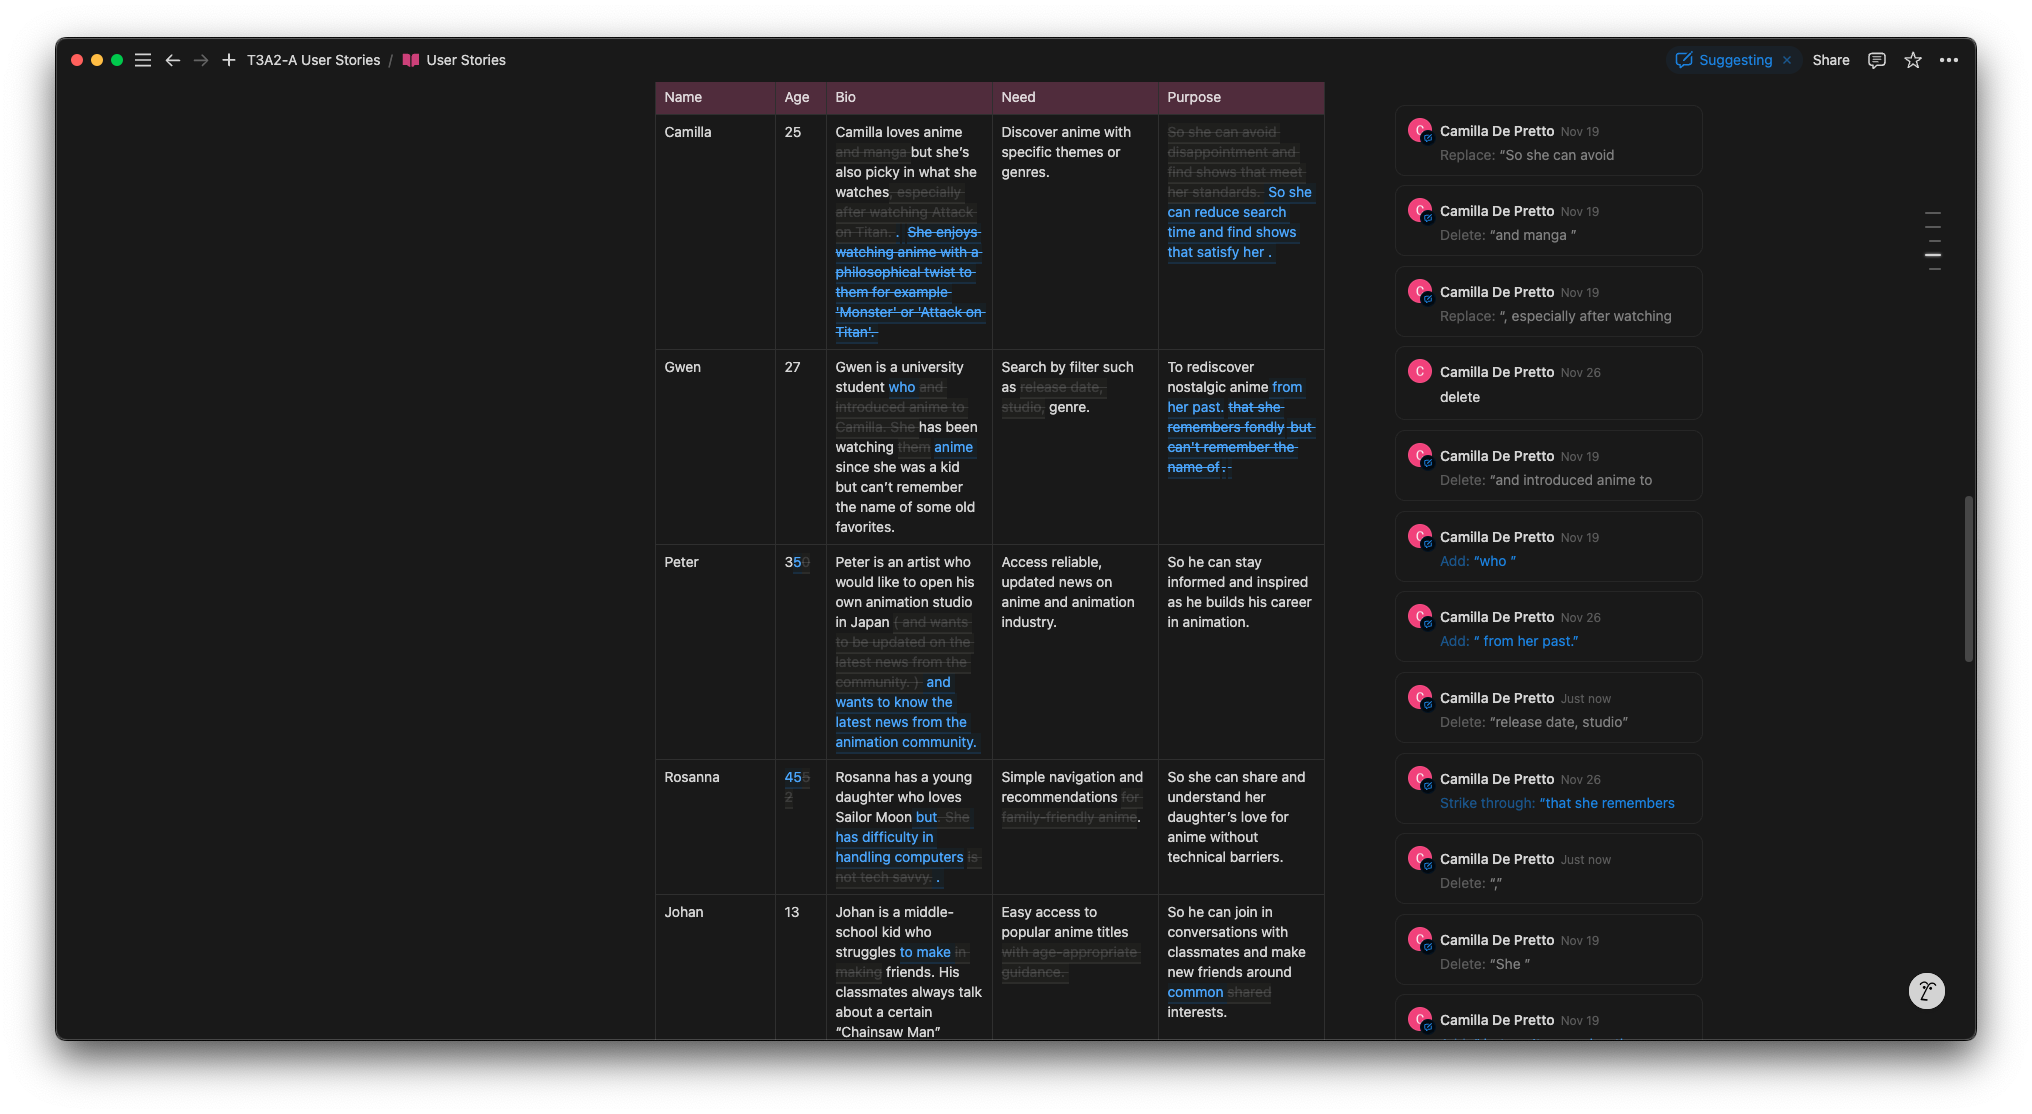 T3A2-A User Stories / User Stories
Suggesting × Share
Name Age Bio Need Purpose
Camilla
25
Camilla loves anime
and manga but she's
also picky in what she
watches, especially
after watching Attack
on Titan. . She enjoys
watching anime with a
philosophical twist to
them for example
'Monster' or 'Attack on
Titan'.
Discover anime with
specific themes or
genres.
So she can avoid
disappointment and
find shows that meet
her standards. So she
can reduce search
time and find shows
that satisfy her .
Gwen
27
Gwen is a university
student who and
introduced anime to
Camilla. She has been
watching them anime
since she was a kid
but can't remember
the name of some old
favorites.
Search by filter such
as release date,
studio, genre.
To rediscover
nostalgic anime from
her past. that she
remembers fondly but
can't remember the
name of . .
Peter
350
Peter is an artist who
would like to open his
own animation studio
in Japan ( and wants
to be updated on the
latest news from the
community. ) and
wants to know the
latest news from the
animation community.
Access reliable,
updated news on
anime and animation
industry.
So he can stay
informed and inspired
as he builds his career
in animation.
Rosanna
455
2
Rosanna has a young
daughter who loves
Sailor Moon but. She
has difficulty in
handling computers is
not tech savvy. .
Simple navigation and
recommendations for
family-friendly anime.
So she can share and
understand her
daughter's love for
anime without
technical barriers.
Johan
13
Johan is a middle-
school kid who
struggles to make in
making friends. His
classmates always talk
about a certain
“Chainsaw Man”
Easy access to
popular anime titles
with age-appropriate
guidance.
So he can join in
conversations with
classmates and make
new friends around
common shared
interests.
C Camilla De Pretto Nov 19
Replace: “So she can avoid
C Camilla De Pretto Nov 19
Delete: “and manga ”
C Camilla De Pretto Nov 19
Replace: “, especially after watching
C Camilla De Pretto Nov 26
delete
C Camilla De Pretto Nov 19
Delete: “and introduced anime to
C Camilla De Pretto Nov 19
Add: “who ”
C Camilla De Pretto Nov 26
Add: “ from her past.”
C Camilla De Pretto Just now
Delete: “release date, studio”
C Camilla De Pretto Nov 26
Strike through: “that she remembers
C Camilla De Pretto Just now
Delete: “,”
C Camilla De Pretto Nov 19
Delete: “She ”
C Camilla De Pretto Nov 19